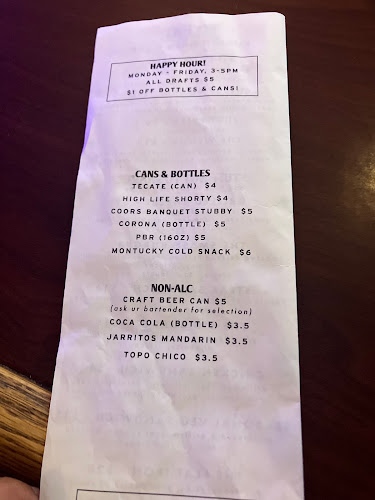 HAPPY HOUR!
MONDAY - FRIDAY, 3-5PM
ALL DRAFTS $5
$1 OFF BOTTLES & CANS!
CANS & BOTTLES
TECATE (CAN) $4
HIGH LIFE SHORTY $4
COORS BANQUET STUBBY $5
CORONA (BOTTLE) $5
PBR (16OZ) $5
MONTUCKY COLD SNACK $6
NON-ALC
CRAFT BEER CAN $5
(ask ur bartender for selection)
COCA COLA (BOTTLE) $3.5
JARRITOS MANDARIN $3.5
TOPO CHICO $3.5